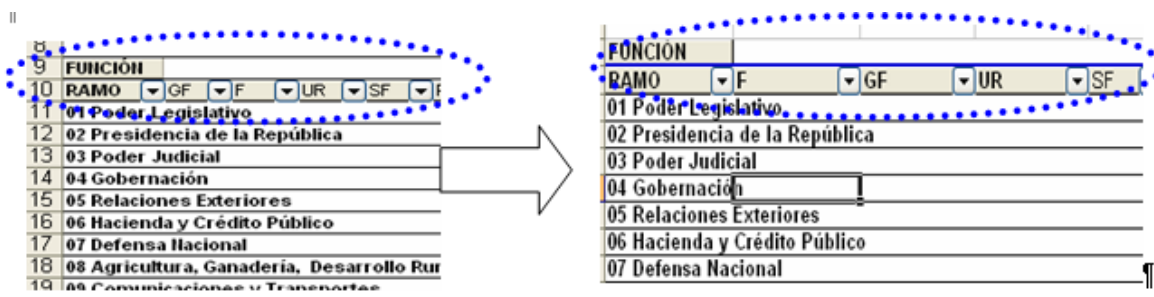 8
9 FUNCIÓN
10 RAMO GF F UR SF
11 01 Poder Legislativo
12 02 Presidencia de la República
13 03 Poder Judicial
14 04 Gobernación
15 05 Relaciones Exteriores
16 06 Hacienda y Crédito Público
17 07 Defensa Nacional
18 08 Agricultura, Ganadería, Desarrollo Rur
19 09 Comunicaciones y Transportes
FUNCIÓN
RAMO F GF UR SF
01 Poder Legislativo
02 Presidencia de la República
03 Poder Judicial
04 Gobernación
05 Relaciones Exteriores
06 Hacienda y Crédito Público
07 Defensa Nacional
¶